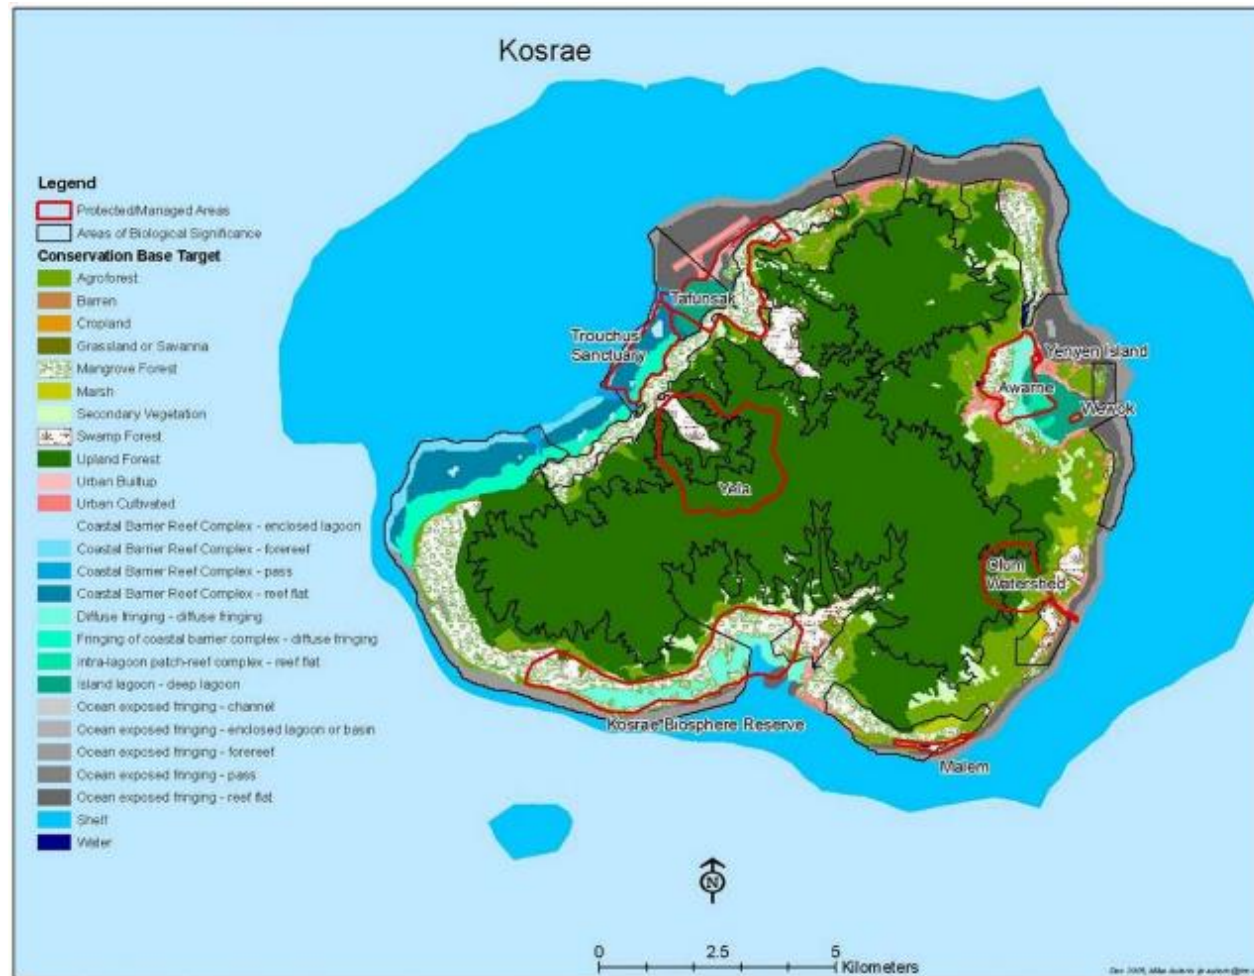 Kosrae
Legend
Protected/Managed Areas
Areas of Biological Significance
Conservation Base Target
Agroforest
Barren
Cropland
Grassland or Savanna
Mangrove Forest
Marsh
Secondary Vegetation
Swamp Forest
Upland Forest
Urban Builtup
Urban Cultivated
Coastal Barrier Reef Complex - enclosed lagoon
Coastal Barrier Reef Complex - forereef
Coastal Barrier Reef Complex - pass
Coastal Barrier Reef Complex - reef flat
Diffuse fringing - diffuse fringing
Fringing of coastal barrier complex - diffuse fringing
Intra-lagoon patch-reef complex - reef flat
Island lagoon - deep lagoon
Ocean exposed fringing - channel
Ocean exposed fringing - enclosed lagoon or basin
Ocean exposed fringing - forereef
Ocean exposed fringing - pass
Ocean exposed fringing - reef flat
Shelf
Water
Tafunsak
Trouchus
Sanctuary
Yenyen Island
Awane
Wewok
Yela
Olum
Watershed
Kosrae Biosphere Reserve
Malem
N
0 2.5 5
Kilometers